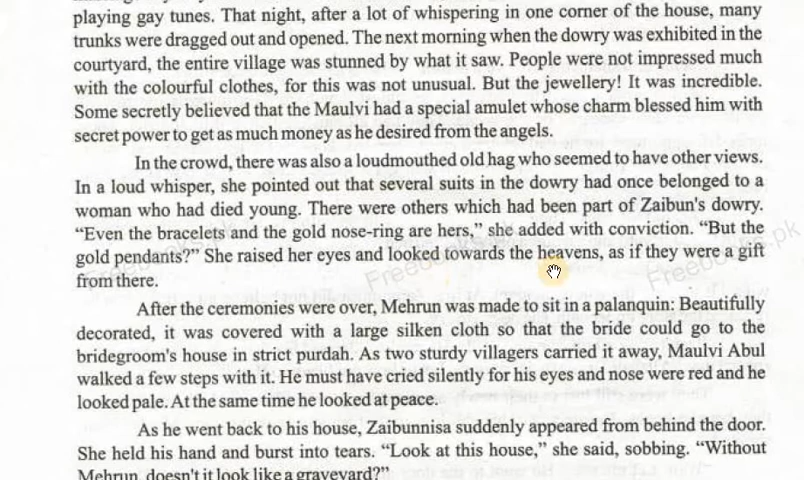 playing gay tunes. That night, after a lot of whispering in one corner of the house, many
trunks were dragged out and opened. The next morning when the dowry was exhibited in the
courtyard, the entire village was stunned by what it saw. People were not impressed much
with the colourful clothes, for this was not unusual. But the jewellery! It was incredible.
Some secretly believed that the Maulvi had a special amulet whose charm blessed him with
secret power to get as much money as he desired from the angels.
In the crowd, there was also a loudmouthed old hag who seemed to have other views.
In a loud whisper, she pointed out that several suits in the dowry had once belonged to a
woman who had died young. There were others which had been part of Zaibun's dowry.
“Even the bracelets and the gold nose-ring are hers,” she added with conviction. “But the
gold pendants?” She raised her eyes and looked towards the heavens, as if they were a gift
from there.
After the ceremonies were over, Mehrun was made to sit in a palanquin: Beautifully
decorated, it was covered with a large silken cloth so that the bride could go to the
bridegroom's house in strict purdah. As two sturdy villagers carried it away, Maulvi Abul
walked a few steps with it. He must have cried silently for his eyes and nose were red and he
looked pale. At the same time he looked at peace.
As he went back to his house, Zaibunnisa suddenly appeared from behind the door.
She held his hand and burst into tears. “Look at this house,” she said, sobbing. “Without
Mehrun, doesn't it look like a graveyard?”